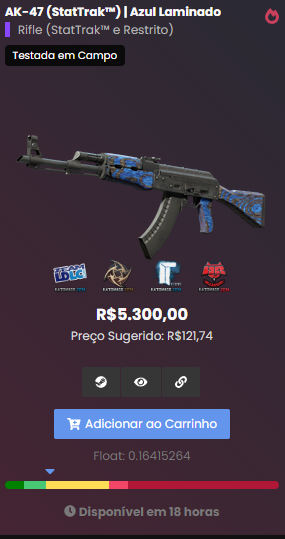 AK-47 (StatTrak™) | Azul Laminado
Rifle (StatTrak™ e Restrito)
Testada em Campo
R$5.300,00
Preço Sugerido: R$121,74
Adicionar ao Carrinho
Float: 0.16415264
Disponível em 18 horas